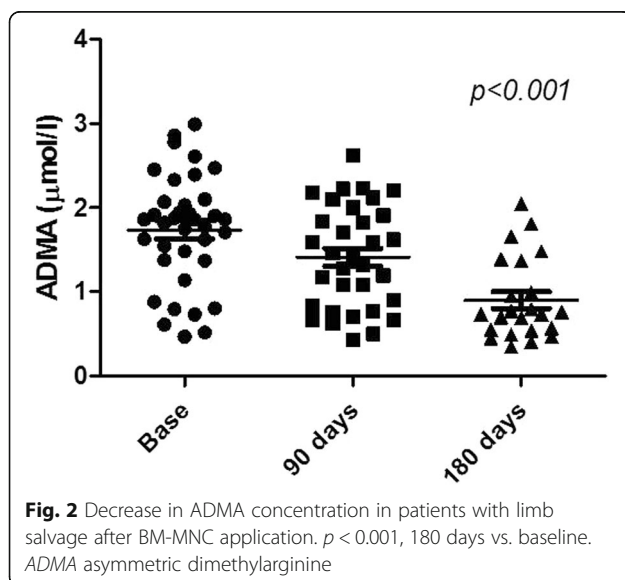 4
3
2
1
0
ADMA (μmol/l)
p<0.001
Base
90 days
180 days
Fig. 2 Decrease in ADMA concentration in patients with limb
salvage after BM-MNC application. p < 0.001, 180 days vs. baseline.
ADMA asymmetric dimethylarginine